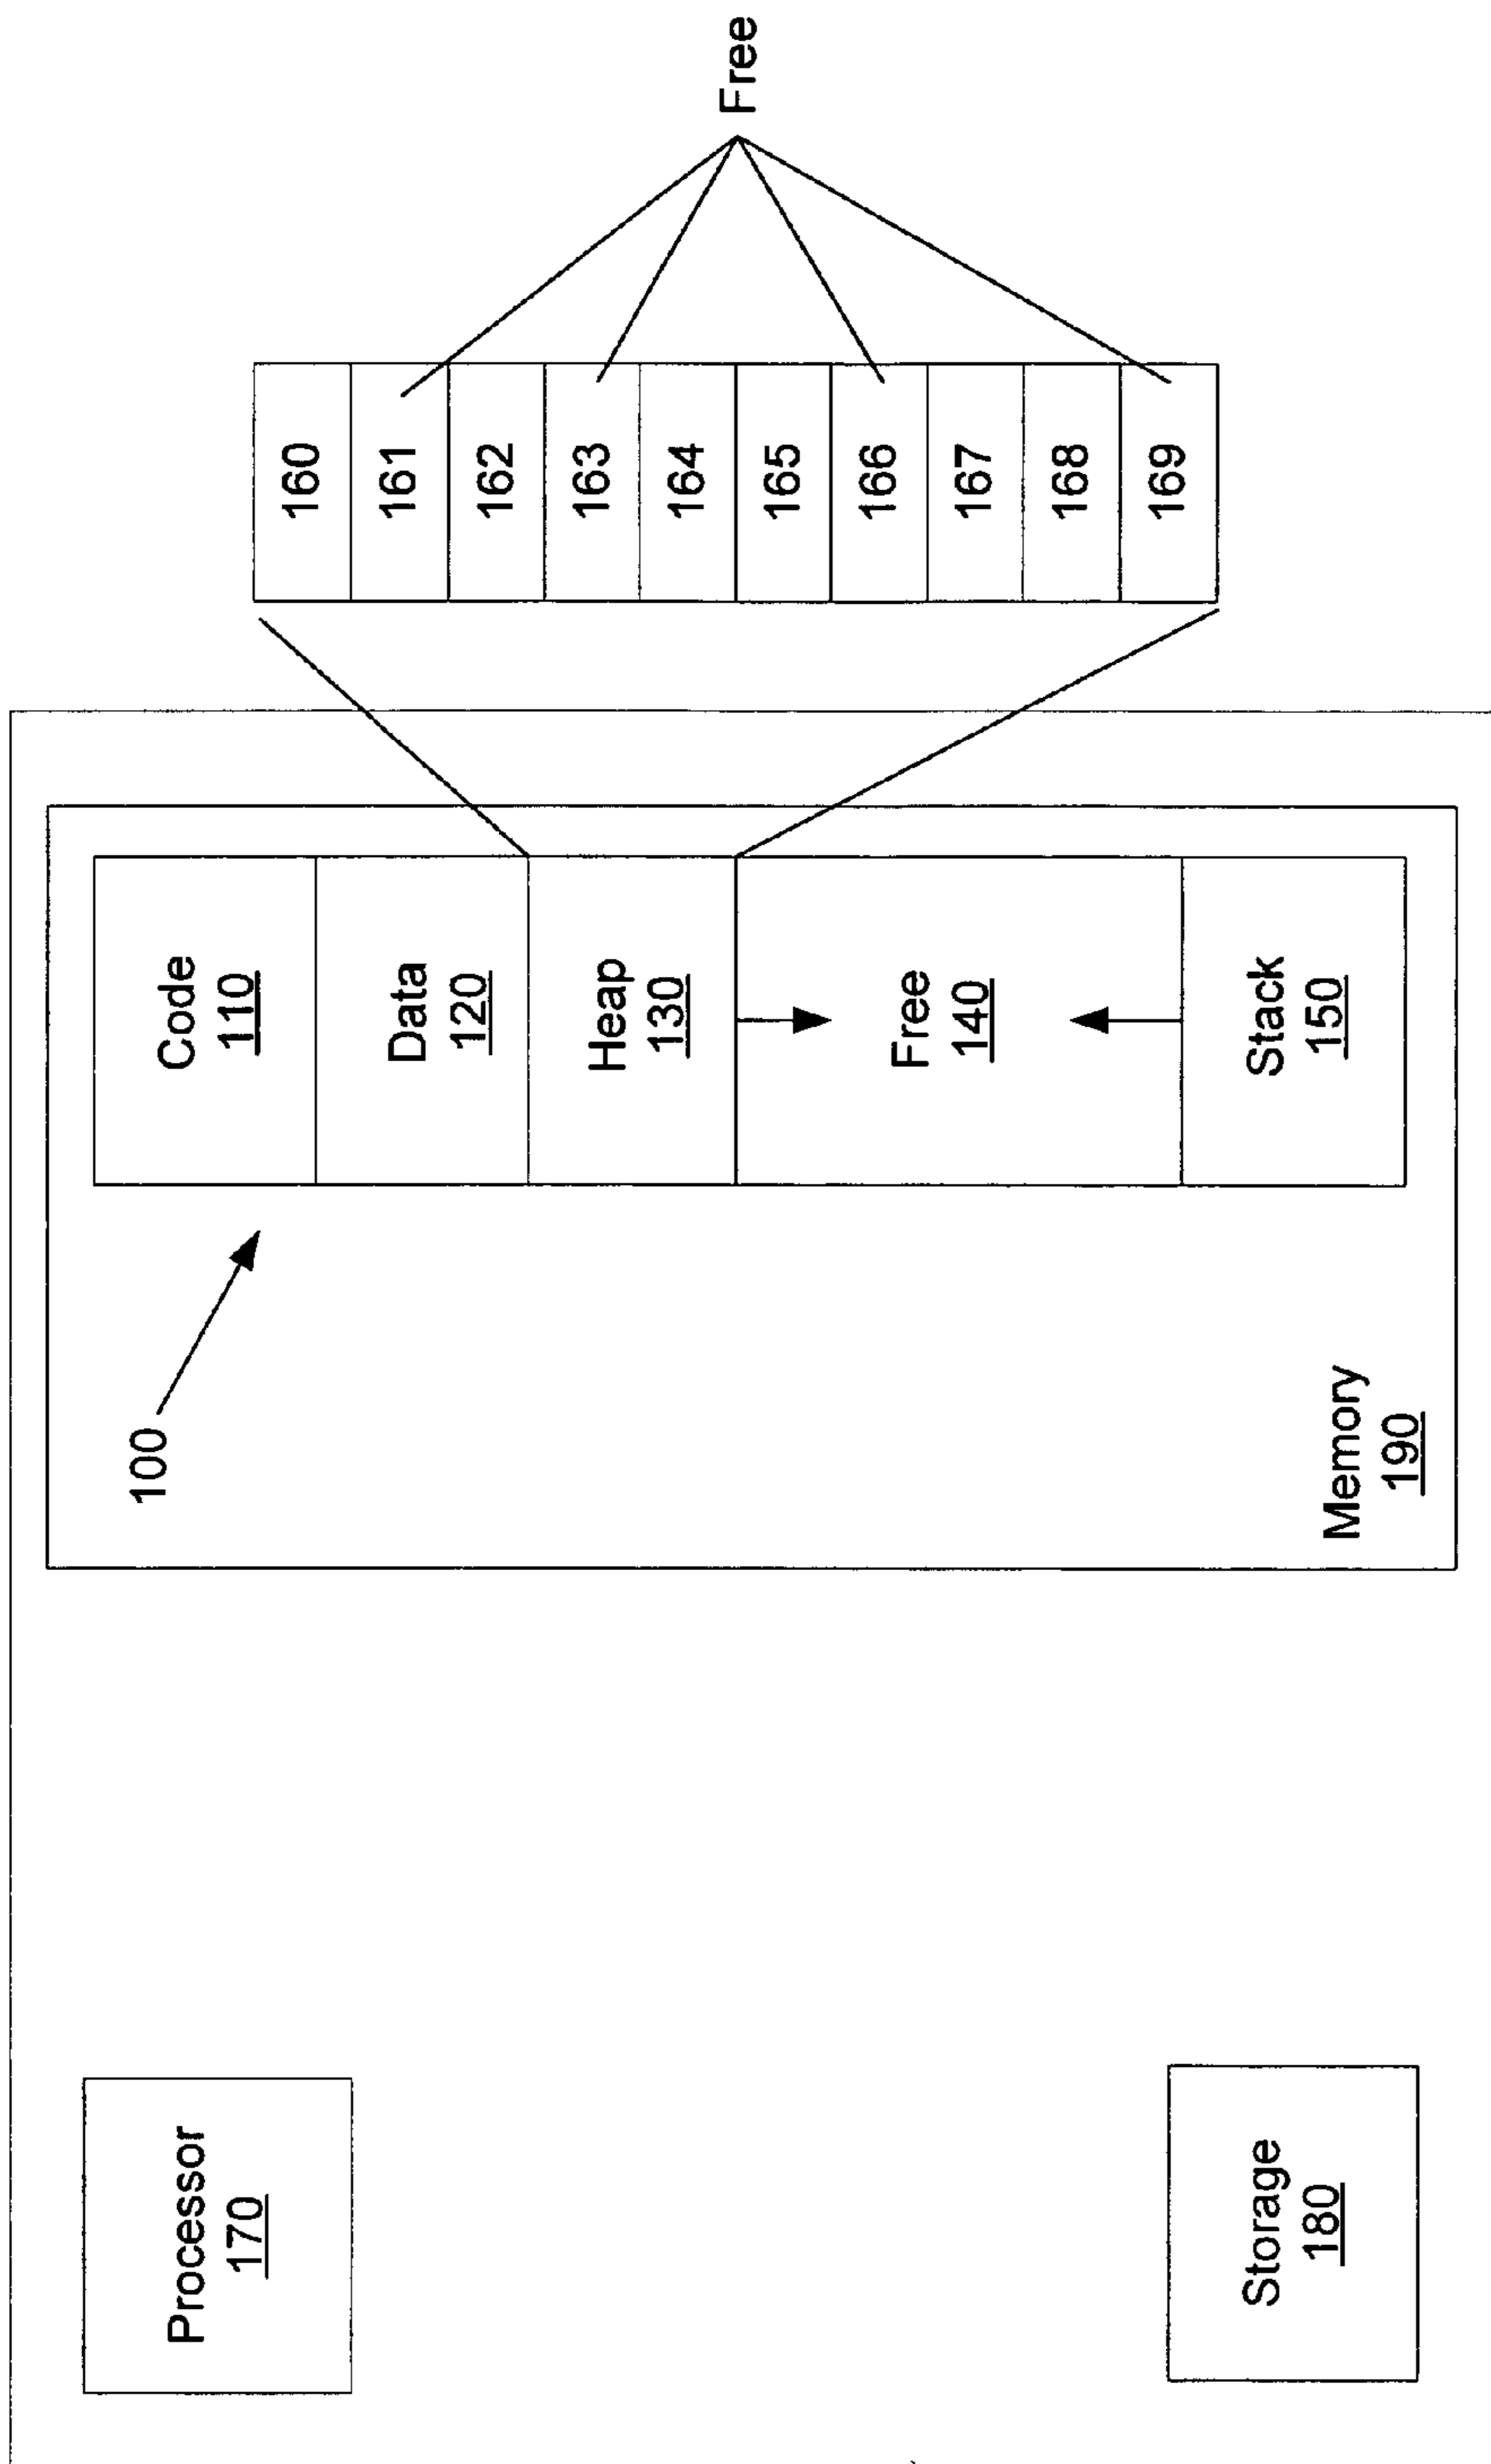 Processor
170
Storage
180
Memory
190
100
Code
110
Data
120
Heap
130
Free
140
Stack
150
160
161
162
163
164
165
166
167
168
169
Free